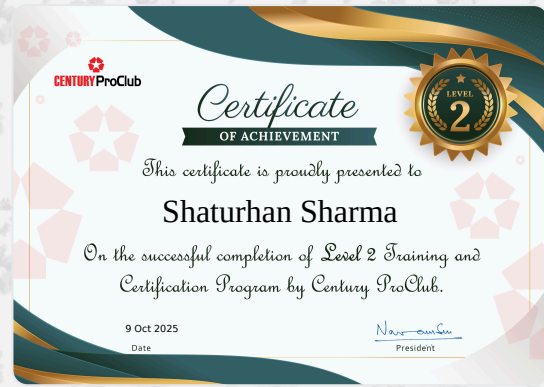 CENTURY ProClub
LEVEL
2
Certificate
OF ACHIEVEMENT
This certificate is proudly presented to
Shaturhan Sharma
On the successful completion of Level 2 Training and
Certification Program by Century ProClub.
9 Oct 2025
Date
President